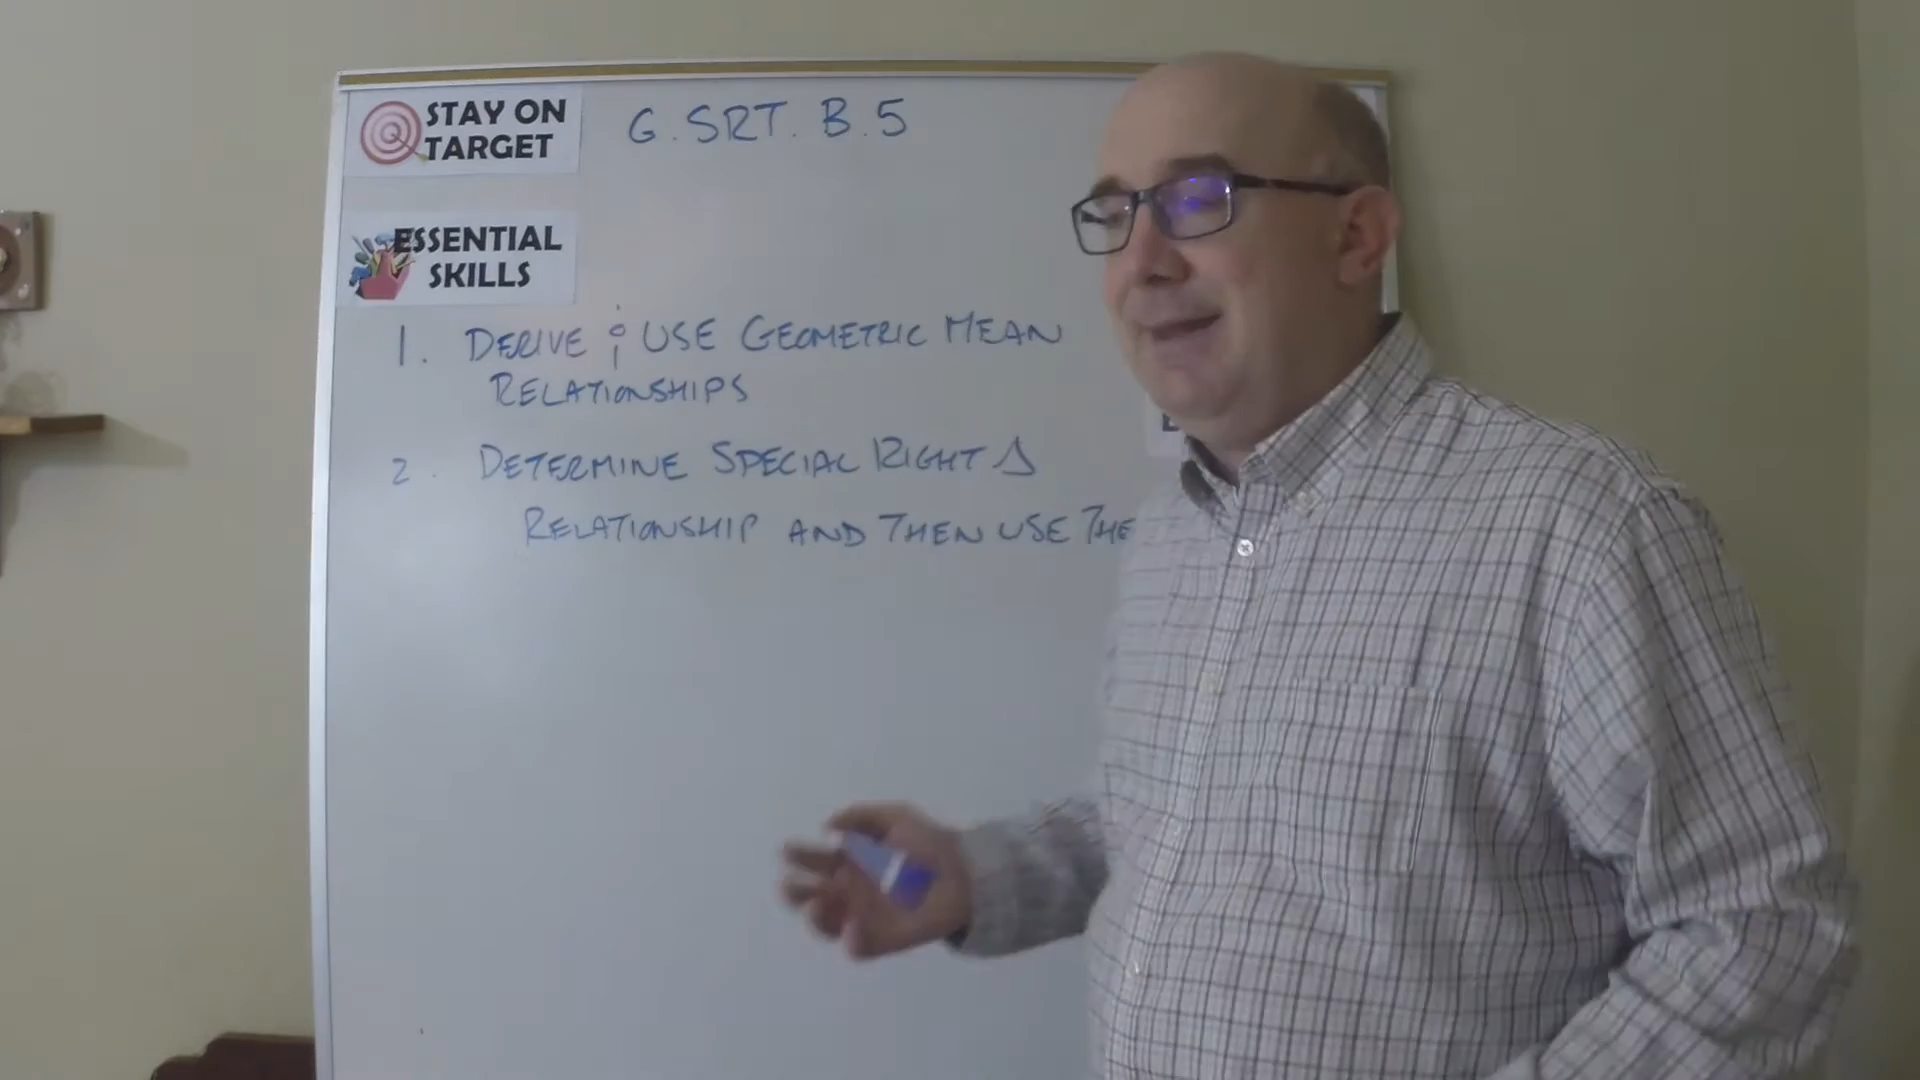 STAY ON
TARGET
G.SRT.B.5
ESSENTIAL
SKILLS
1. DERIVE & USE GEOMETRIC MEAN
RELATIONSHIPS
2. DETERMINE SPECIAL RIGHT △
RELATIONSHIP AND THEN USE THE